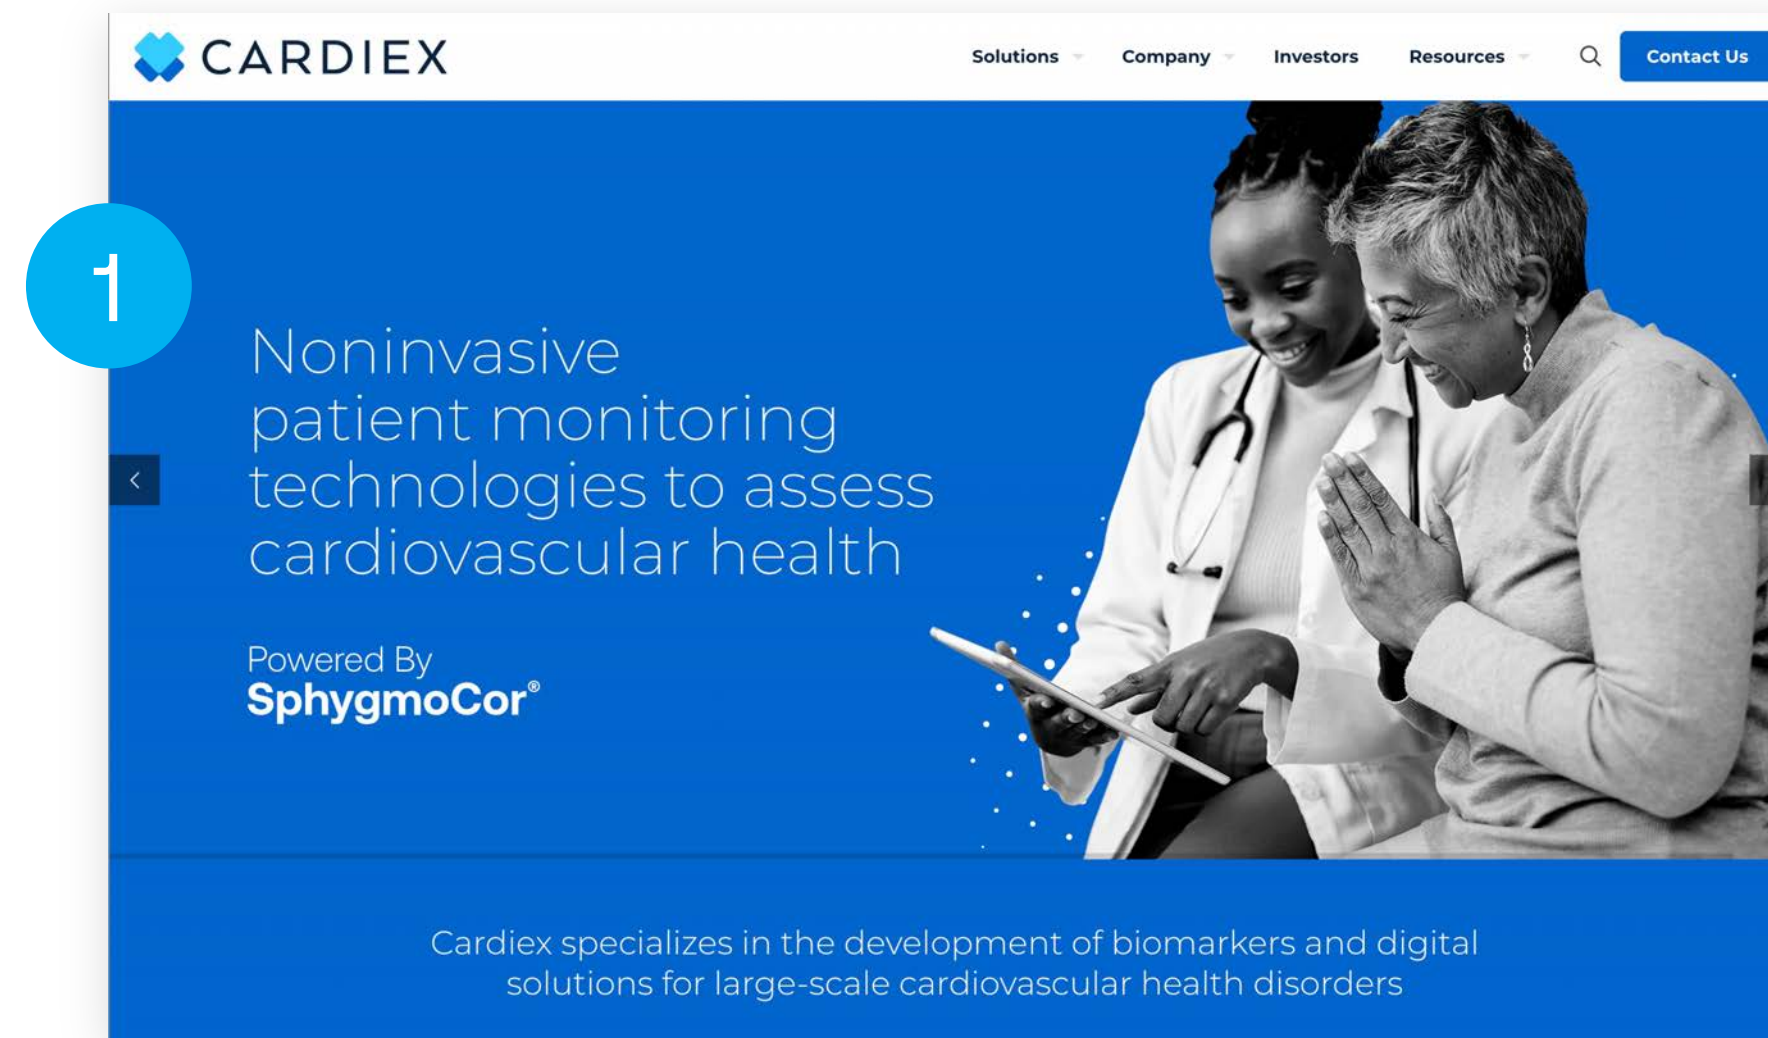 CARDIEX
Solutions Company Investors Resources Contact Us
1
Noninvasive
patient monitoring
technologies to assess
cardiovascular health
Powered By
SphygmoCor®
Cardiex specializes in the development of biomarkers and digital
solutions for large-scale cardiovascular health disorders